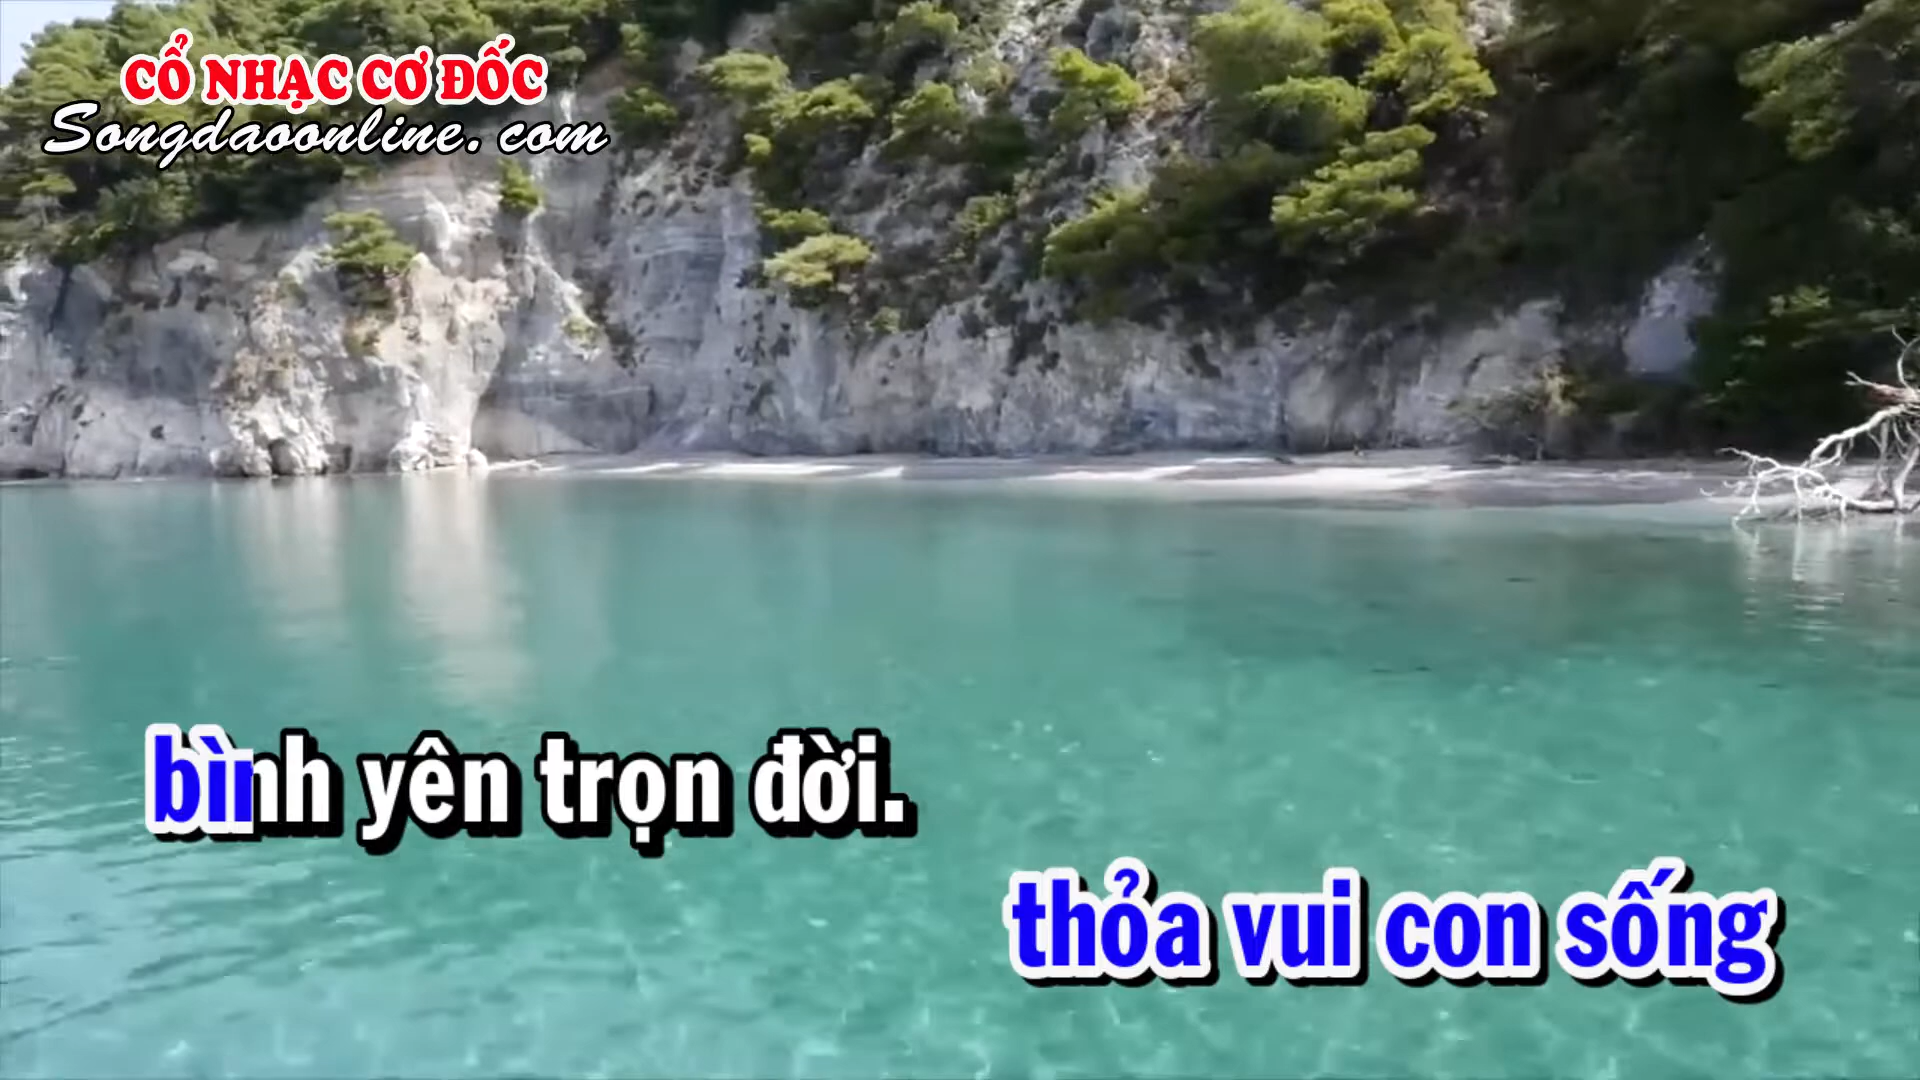 CỔ NHẠC CƠ ĐỐC
Songdaoonline. com
bình yên trọn đời.
thỏa vui con sống